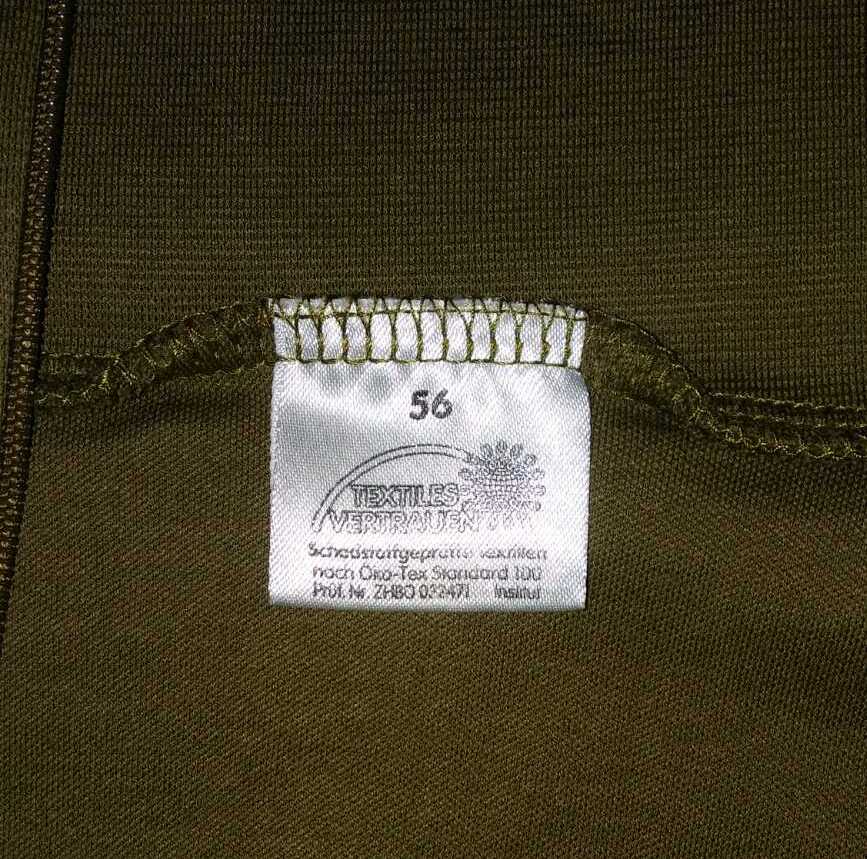 56
TEXTILES
VERTRAUEN
Schadstoffgeprüfte Textilien
nach Öko-Tex Standard 100
Prüf. Nr. ZHBO 032471 Institut